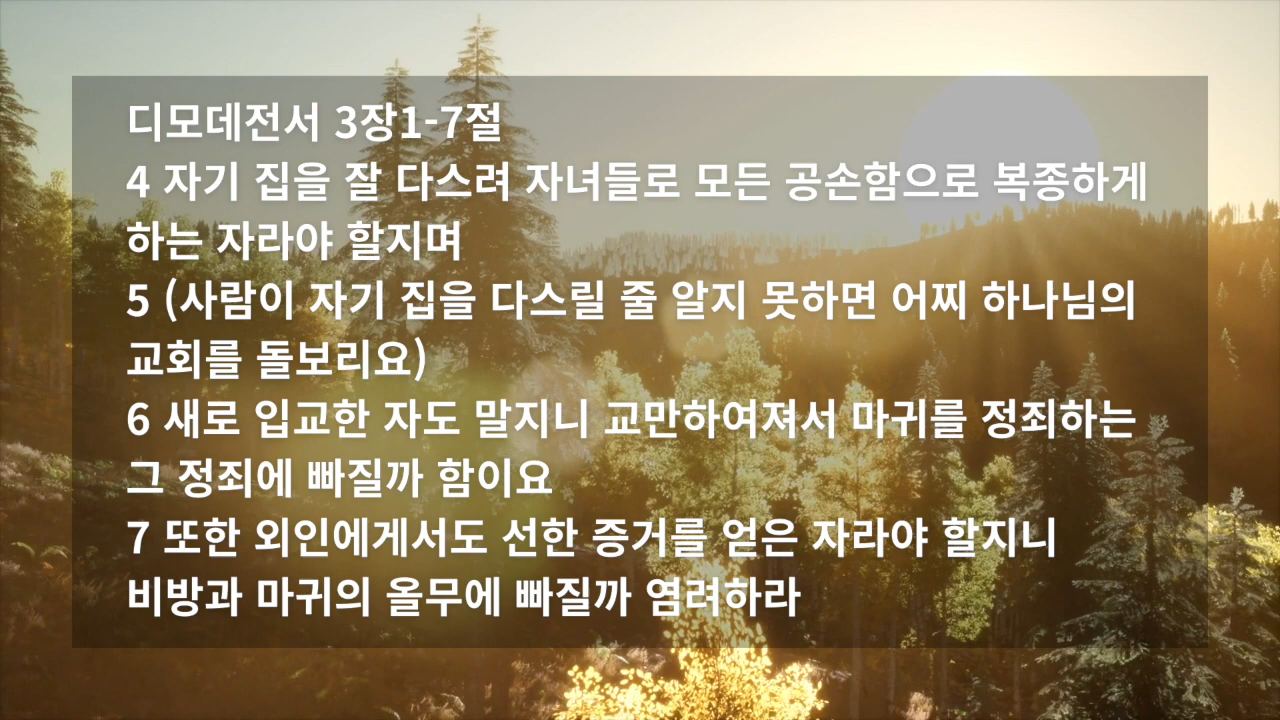 디모데전서 3장1-7절
4 자기 집을 잘 다스려 자녀들로 모든 공손함으로 복종하게
하는 자라야 할지며
5 (사람이 자기 집을 다스릴 줄 알지 못하면 어찌 하나님의
교회를 돌보리요)
6 새로 입교한 자도 말지니 교만하여져서 마귀를 정죄하는
그 정죄에 빠질까 함이요
7 또한 외인에게서도 선한 증거를 얻은 자라야 할지니
비방과 마귀의 올무에 빠질까 염려하라